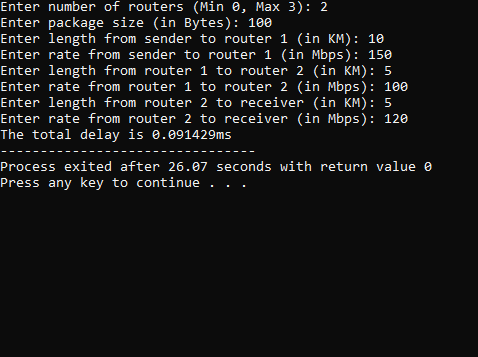 Enter number of routers (Min 0, Max 3): 2
Enter package size (in Bytes): 100
Enter length from sender to router 1 (in KM): 10
Enter rate from sender to router 1 (in Mbps): 150
Enter length from router 1 to router 2 (in KM): 5
Enter rate from router 1 to router 2 (in Mbps): 100
Enter length from router 2 to receiver (in KM): 5
Enter rate from router 2 to receiver (in Mbps): 120
The total delay is 0.091429ms
--------------------------------
Process exited after 26.07 seconds with return value 0
Press any key to continue . . .